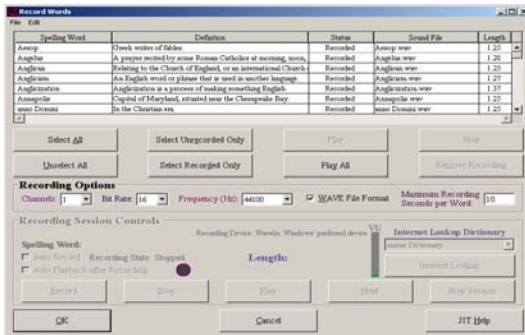 Record Words
File Edit
Spelling Word Definition Status Sound File Length
Aesop Greek writer of fables. Recorded Aesop.wav 1.25
Angelus A prayer recited by some Roman Catholics at morning, noon, Recorded Angelus.wav 1.28
Anglican Relating to the Church of England, or an international Church Recorded Anglican.wav 1.25
Anglicism An English word or phrase that is used in another language. Recorded Anglicism.wav 1.27
Anglicization Anglicization is a process of making something English. Recorded Anglicization.wav 1.37
Annapolis Capital of Maryland, situated near the Chesapeake Bay. Recorded Annapolis.wav 1.25
anno Domini In the Christian era. Recorded anno Domini.wav 1.25
Select All Select Unrecorded Only Play Stop
Unselect All Select Recorded Only Play All Remove Recording
Recording Options
Channels: 1 Bit Rate: 16 Frequency (Hz): 44100 WAVE File Format Maximum Recording Seconds per Word: 10
Recording Session Controls
Recording Device: WaveIn, Windows' preferred device VU Internet Lookup Dictionary
Spelling Word: Dictionary
Auto Record Recording State: Stopped Length: Internet Lookup
Auto Playback after Recording
Record Stop Play Next Stop Session
OK Cancel JIT Help